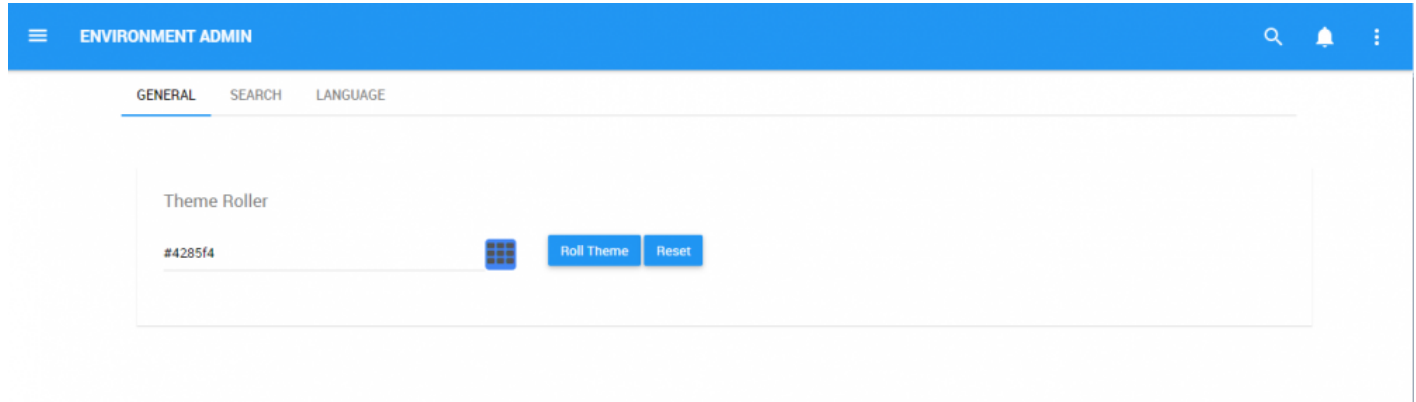 ENVIRONMENT ADMIN
GENERAL SEARCH LANGUAGE
Theme Roller
#4285f4 Roll Theme Reset